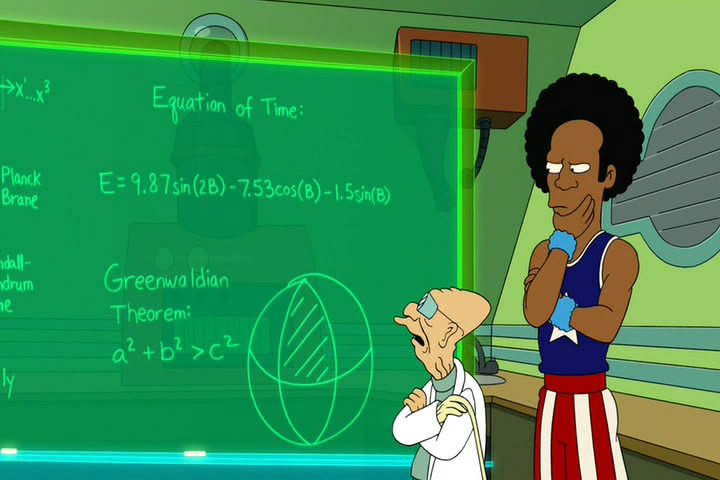 →x'...x³
Equation of Time:
Planck
Brane
E = 9.87sin(2B) - 7.53cos(B) - 1.5sin(B)
Greenwaldian
Theorem:
a² + b² > c²